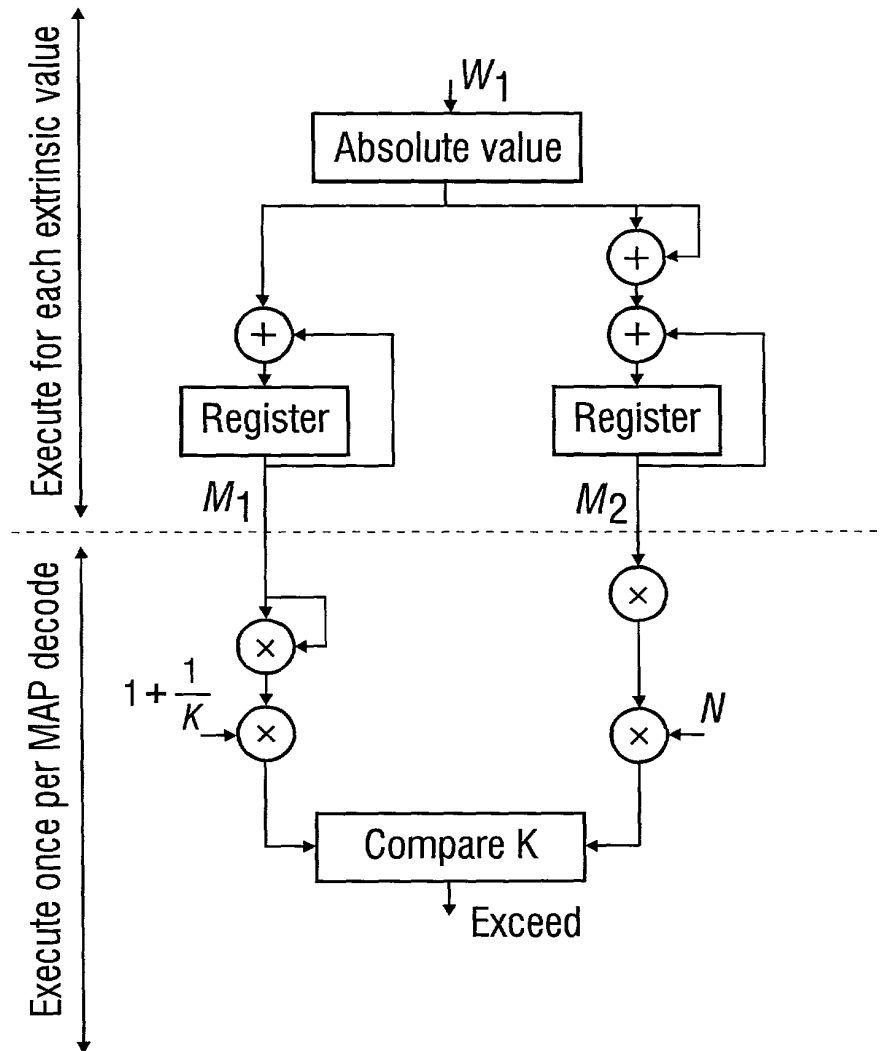 Execute for each extrinsic value
W1
Absolute value
+
+
+
Register
Register
M1
M2
Execute once per MAP decode
×
×
1 + 1/K
×
×
N
Compare K
Exceed